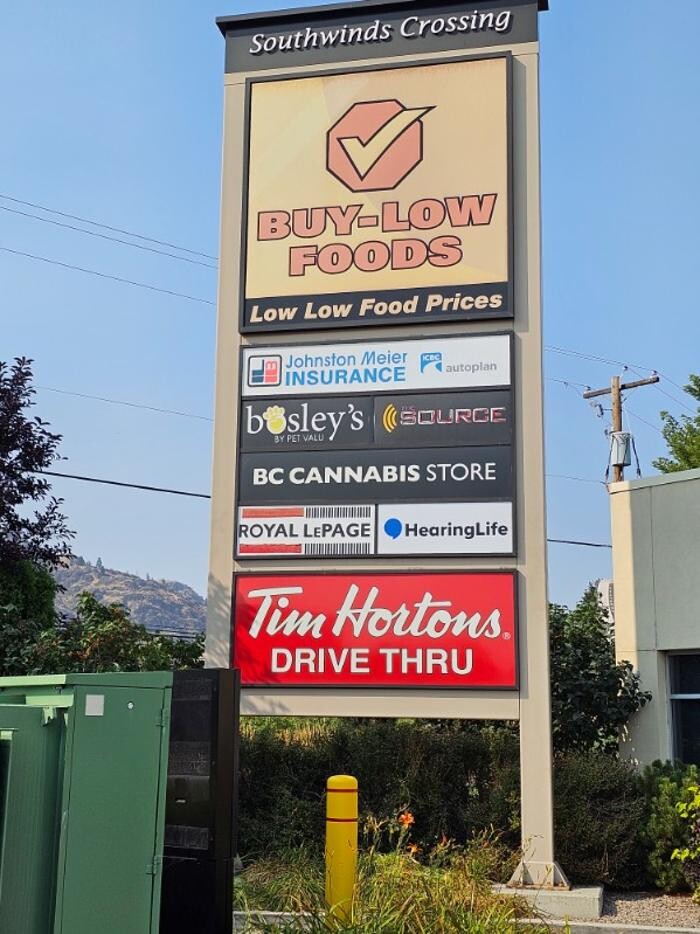 Southwinds Crossing
BUY-LOW
FOODS
Low Low Food Prices
Johnston Meier
INSURANCE
ICBC
autoplan
bosley's
BY PET VALU
THE
SOURCE
BC CANNABIS STORE
ROYAL LEPAGE
HearingLife
Tim Hortons®
DRIVE THRU